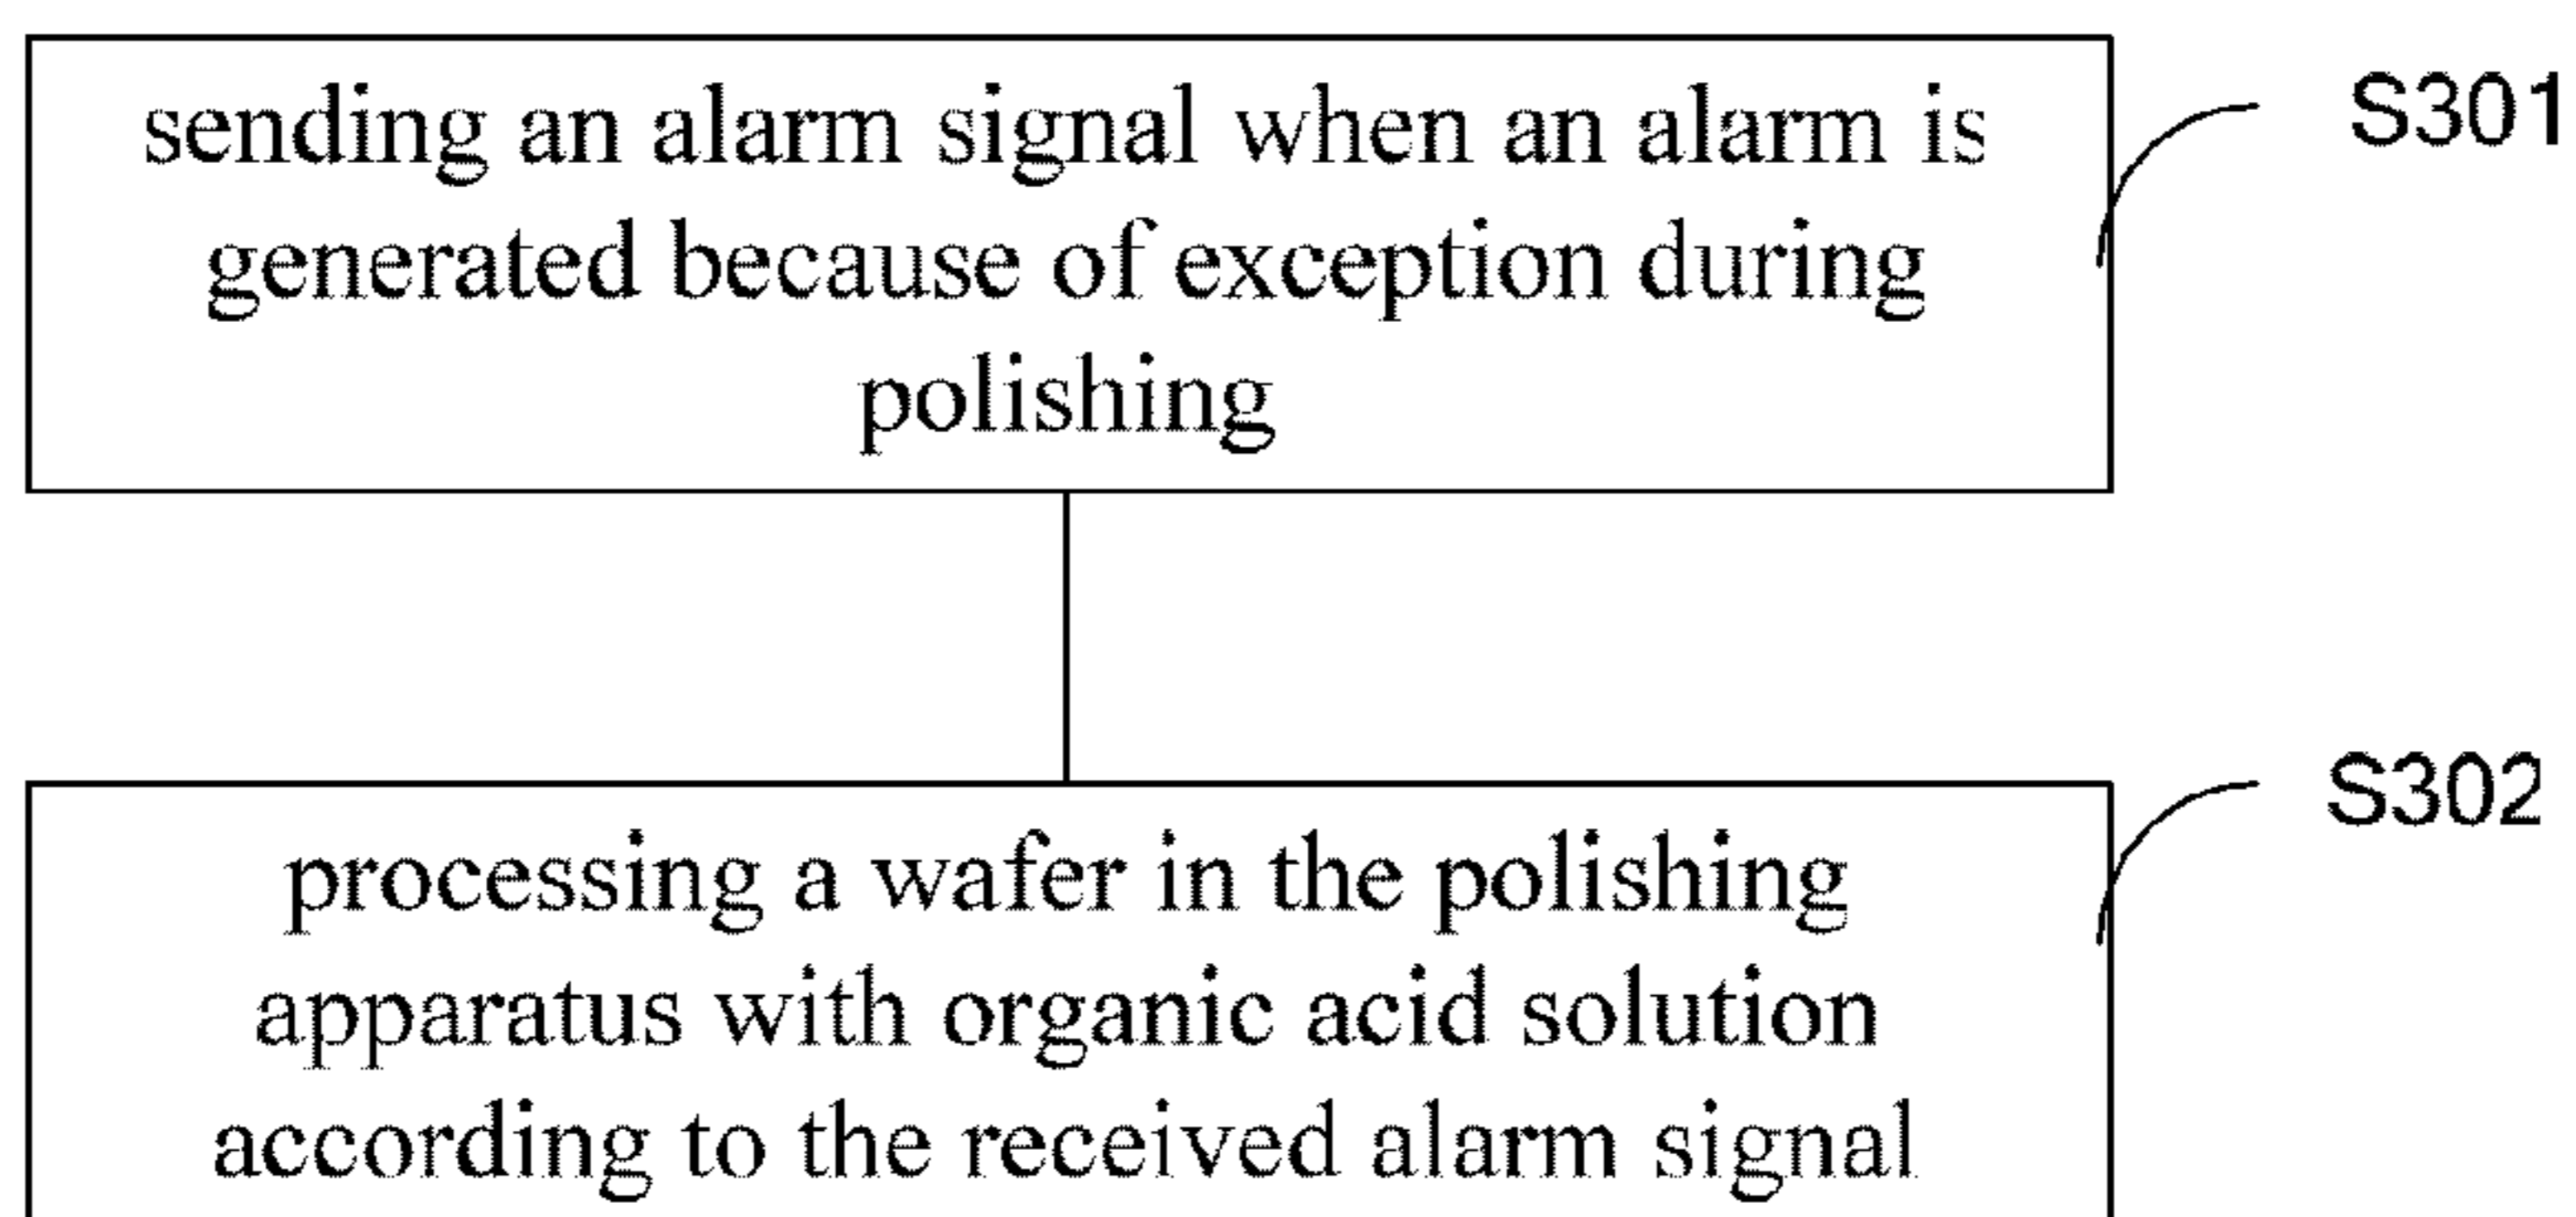 sending an alarm signal when an alarm is
generated because of exception during
polishing
S301
processing a wafer in the polishing
apparatus with organic acid solution
according to the received alarm signal
S302